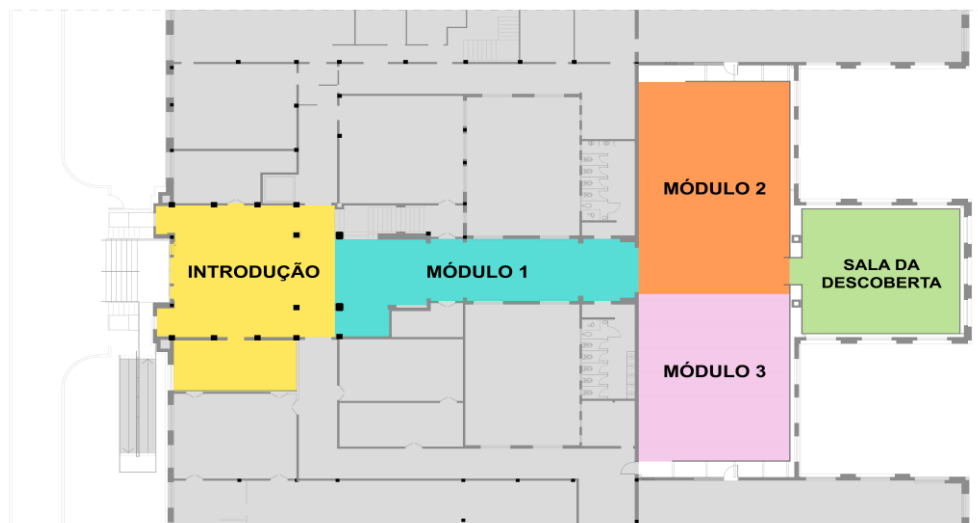 INTRODUÇÃO
MÓDULO 1
MÓDULO 2
MÓDULO 3
SALA DA
DESCOBERTA